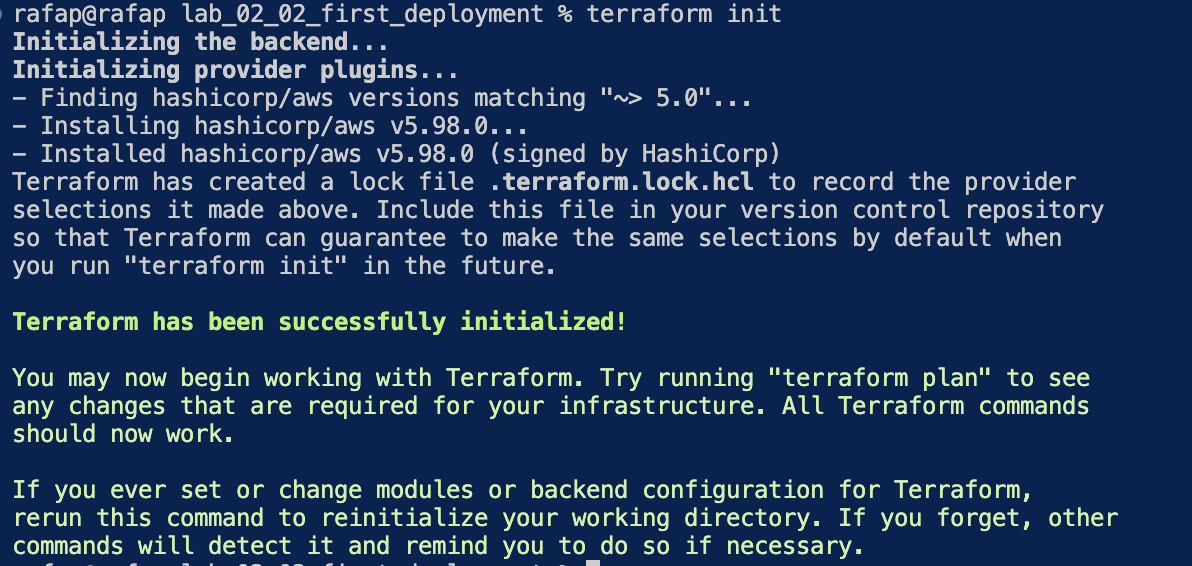 rafap@rafap lab_02_02_first_deployment % terraform init
Initializing the backend...
Initializing provider plugins...
- Finding hashicorp/aws versions matching "~> 5.0"...
- Installing hashicorp/aws v5.98.0...
- Installed hashicorp/aws v5.98.0 (signed by HashiCorp)
Terraform has created a lock file .terraform.lock.hcl to record the provider
selections it made above. Include this file in your version control repository
so that Terraform can guarantee to make the same selections by default when
you run "terraform init" in the future.
Terraform has been successfully initialized!
You may now begin working with Terraform. Try running "terraform plan" to see
any changes that are required for your infrastructure. All Terraform commands
should now work.
If you ever set or change modules or backend configuration for Terraform,
rerun this command to reinitialize your working directory. If you forget, other
commands will detect it and remind you to do so if necessary.